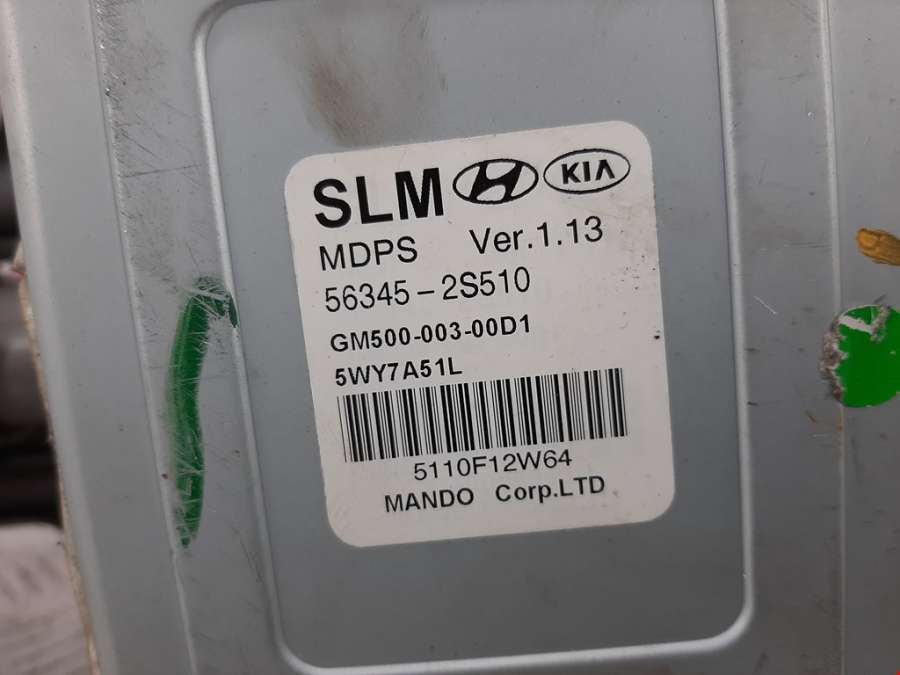 SLM KIA
MDPS Ver.1.13
56345-2S510
GM500-003-00D1
5WY7A51L
5110F12W64
MANDO Corp.LTD